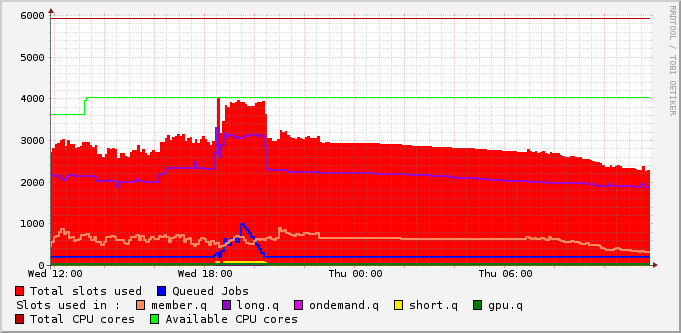 6000
5000
4000
3000
2000
1000
0
Wed 12:00 Wed 18:00 Thu 00:00 Thu 06:00
RRDTOOL / TOBI OETIKER
Total slots used Queued Jobs
Slots used in : member.q long.q ondemand.q short.q gpu.q
Total CPU cores Available CPU cores